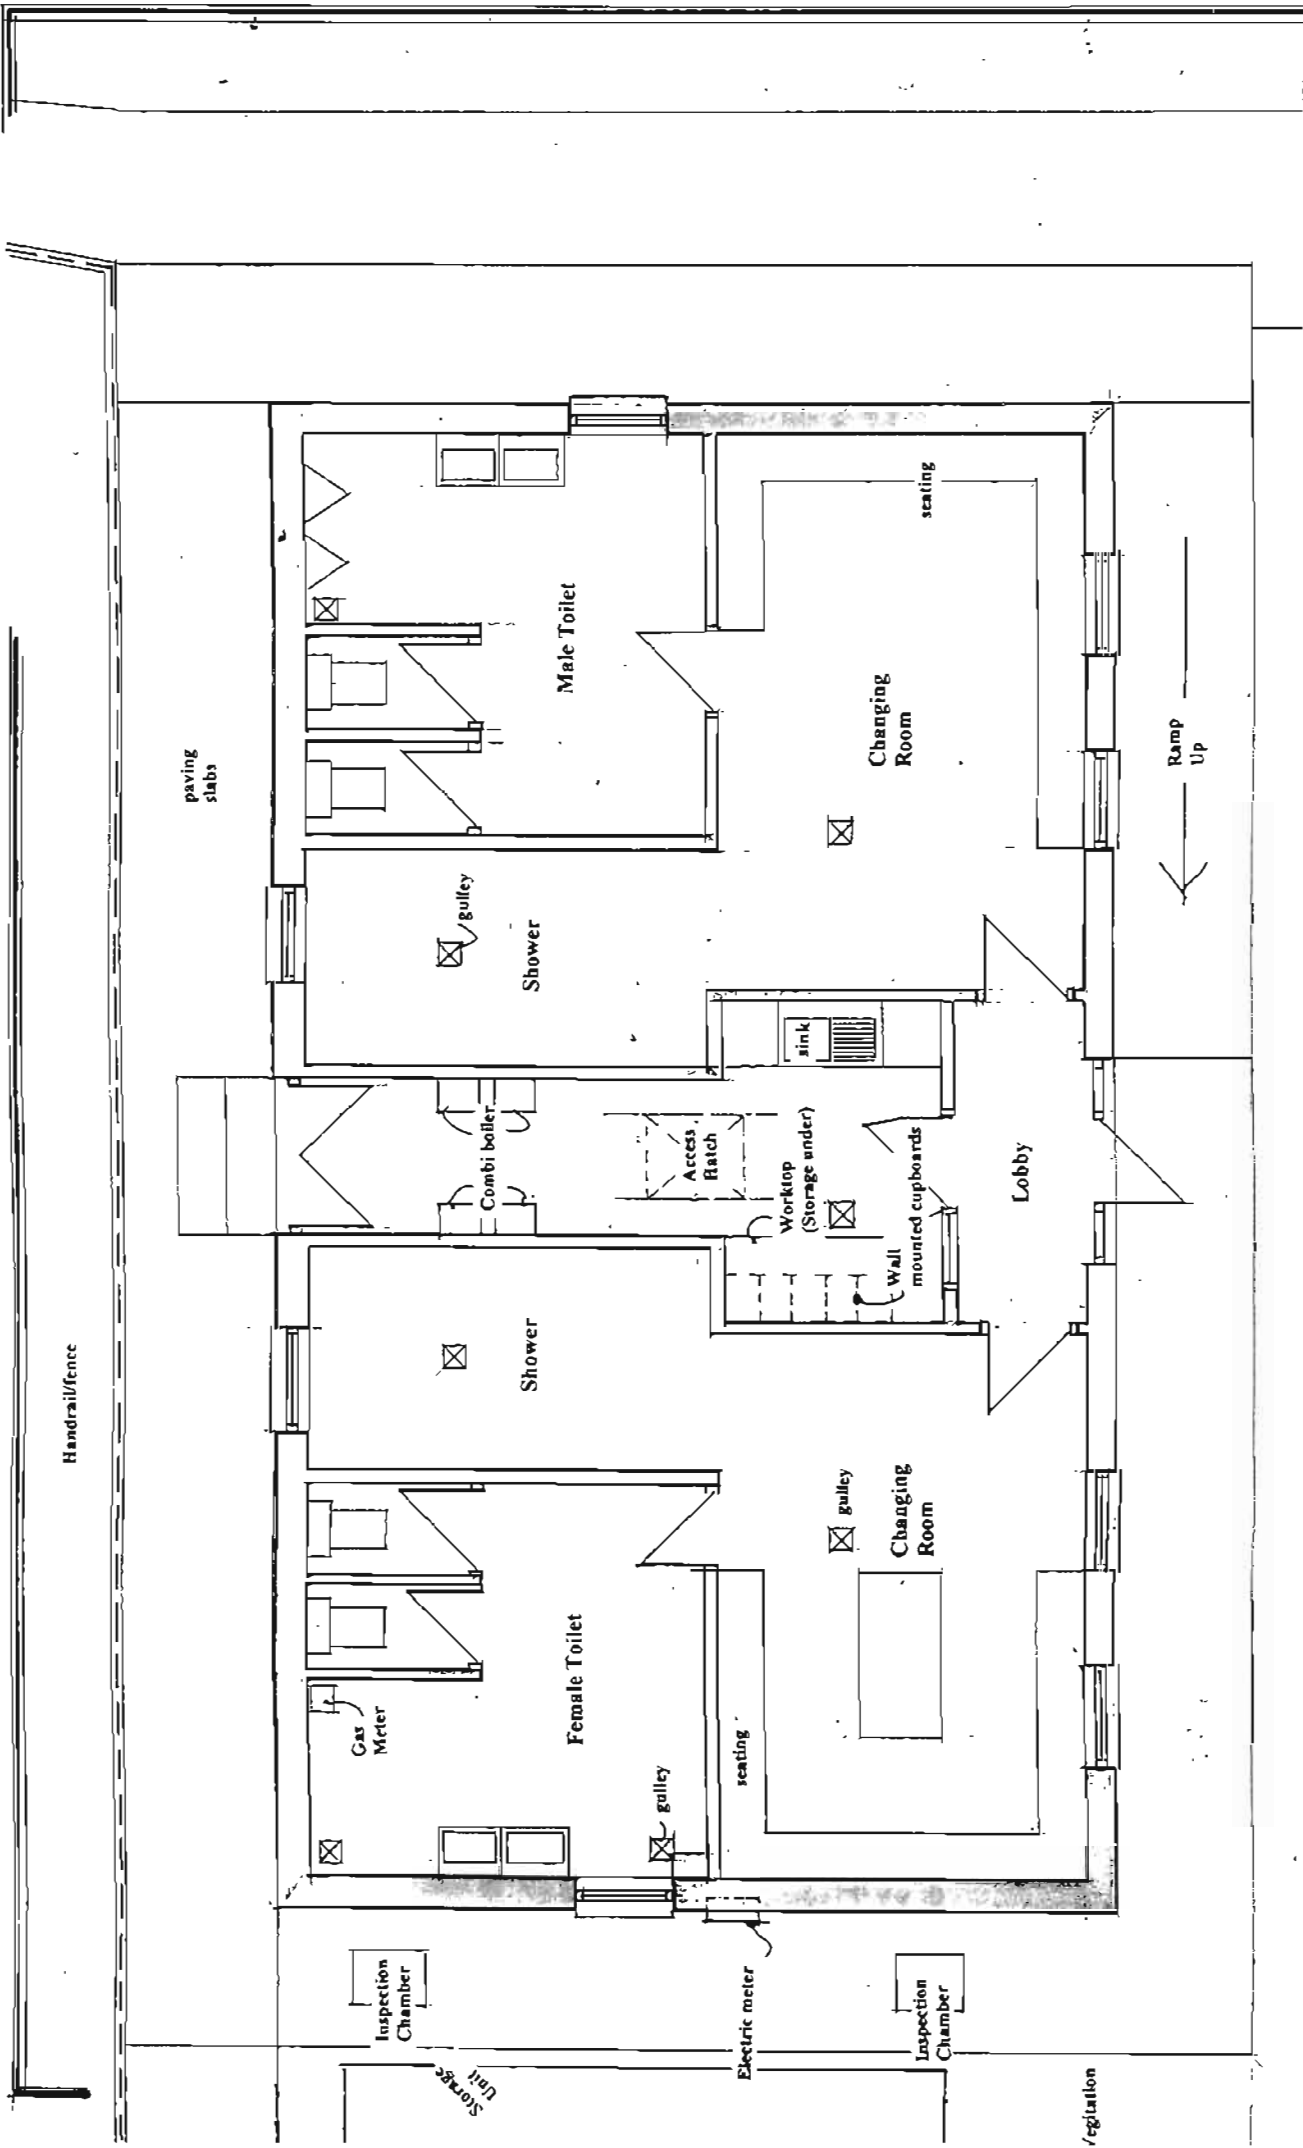 Handrail/fence
paving
slabs
Gas
Meter
Female Toilet
Shower
Combi boiler
gulley
Shower
Male Toilet
gulley
Access
Hatch
seating
Worktop
(Storage under)
sink
gulley
Changing
Room
Wall
mounted cupboards
Changing
Room
seating
Lobby
Ramp
Up
Inspection
Chamber
Storage
Unit
Electric meter
Inspection
Chamber
Vegitation